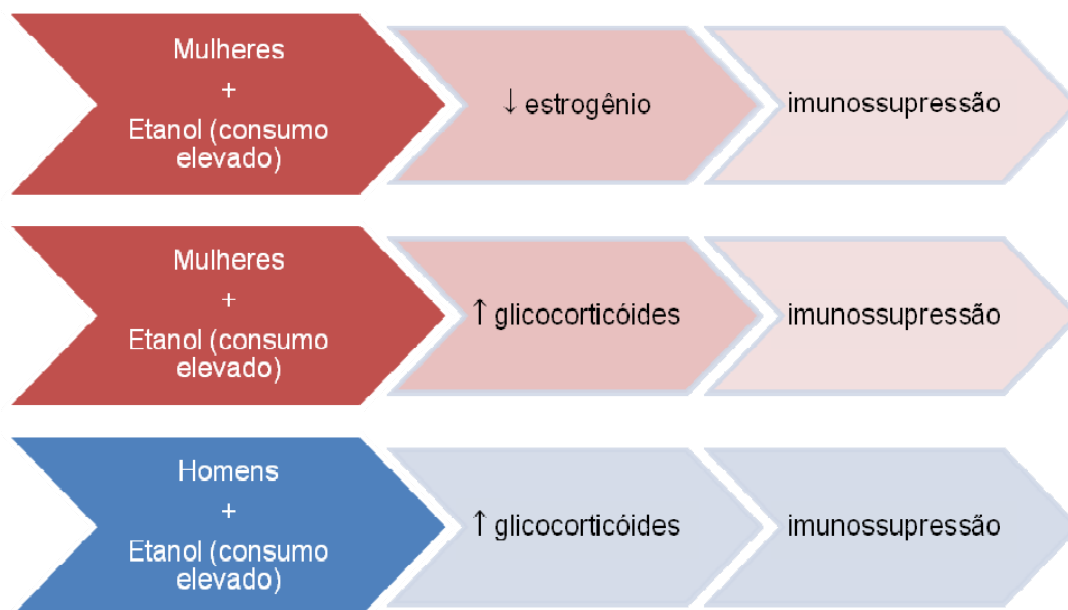 Mulheres
+
Etanol (consumo
elevado)
↓ estrogênio
imunossupressão
Mulheres
+
Etanol (consumo
elevado)
↑ glicocorticóides
imunossupressão
Homens
+
Etanol (consumo
elevado)
↑ glicocorticóides
imunossupressão